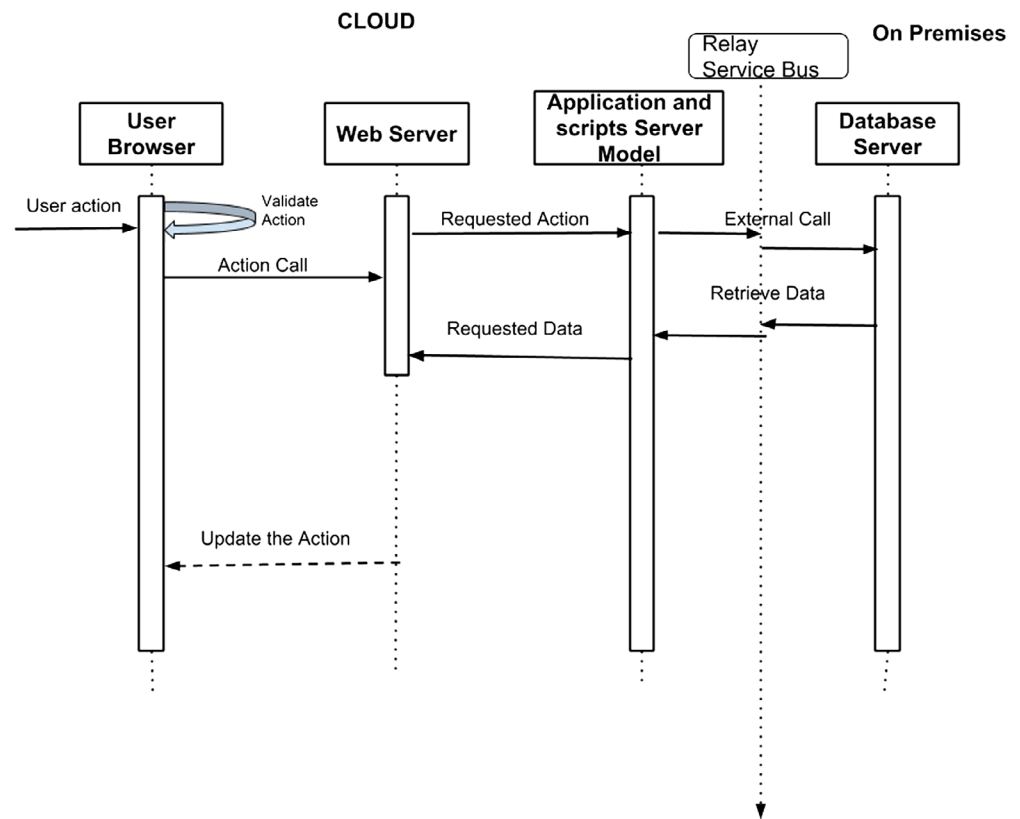 CLOUD
On Premises
Relay
Service Bus
User
Browser
Web Server
Application and
scripts Server
Model
Database
Server
User action
Validate
Action
Requested Action
External Call
Action Call
Retrieve Data
Requested Data
Update the Action